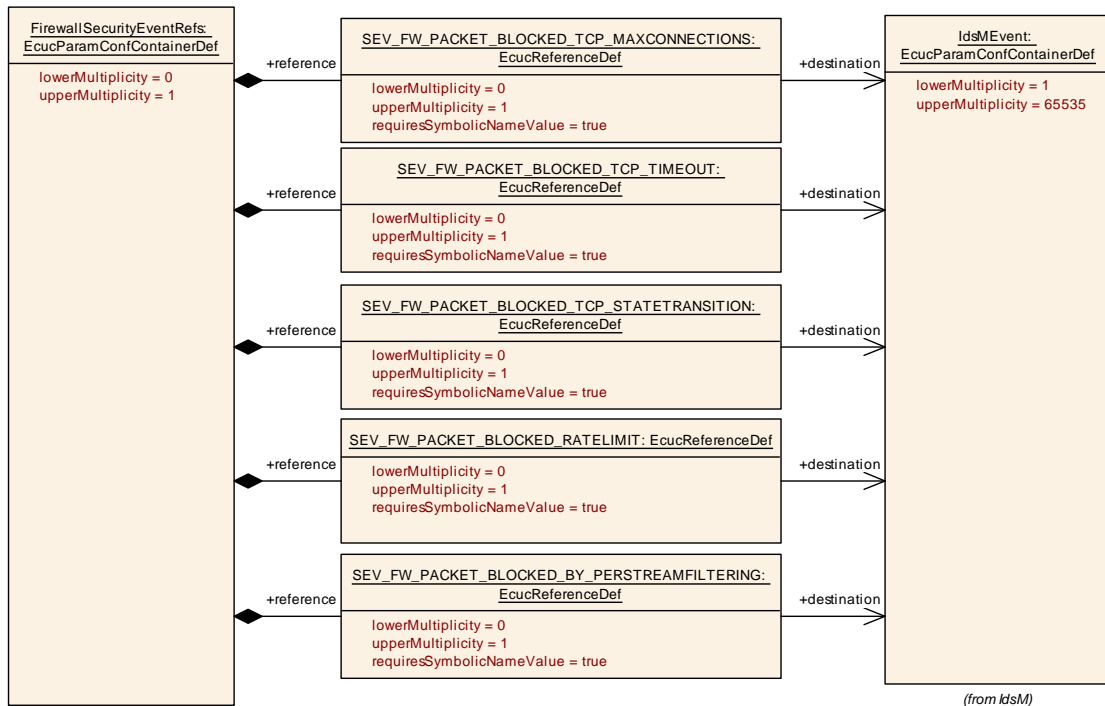 FirewallSecurityEventRefs:
EcucParamConfContainerDef
lowerMultiplicity = 0
upperMultiplicity = 1
+reference
SEV_FW_PACKET_BLOCKED_TCP_MAXCONNECTIONS:
EcucReferenceDef
lowerMultiplicity = 0
upperMultiplicity = 1
requiresSymbolicNameValue = true
+destination
+reference
SEV_FW_PACKET_BLOCKED_TCP_TIMEOUT:
EcucReferenceDef
lowerMultiplicity = 0
upperMultiplicity = 1
requiresSymbolicNameValue = true
+destination
+reference
SEV_FW_PACKET_BLOCKED_TCP_STATETRANSITION:
EcucReferenceDef
lowerMultiplicity = 0
upperMultiplicity = 1
requiresSymbolicNameValue = true
+destination
+reference
SEV_FW_PACKET_BLOCKED_RATELIMIT: EcucReferenceDef
lowerMultiplicity = 0
upperMultiplicity = 1
requiresSymbolicNameValue = true
+destination
+reference
SEV_FW_PACKET_BLOCKED_BY_PERSTREAMFILTERING:
EcucReferenceDef
lowerMultiplicity = 0
upperMultiplicity = 1
requiresSymbolicNameValue = true
+destination
IdsMEvent:
EcucParamConfContainerDef
lowerMultiplicity = 1
upperMultiplicity = 65535
(from IdsM)